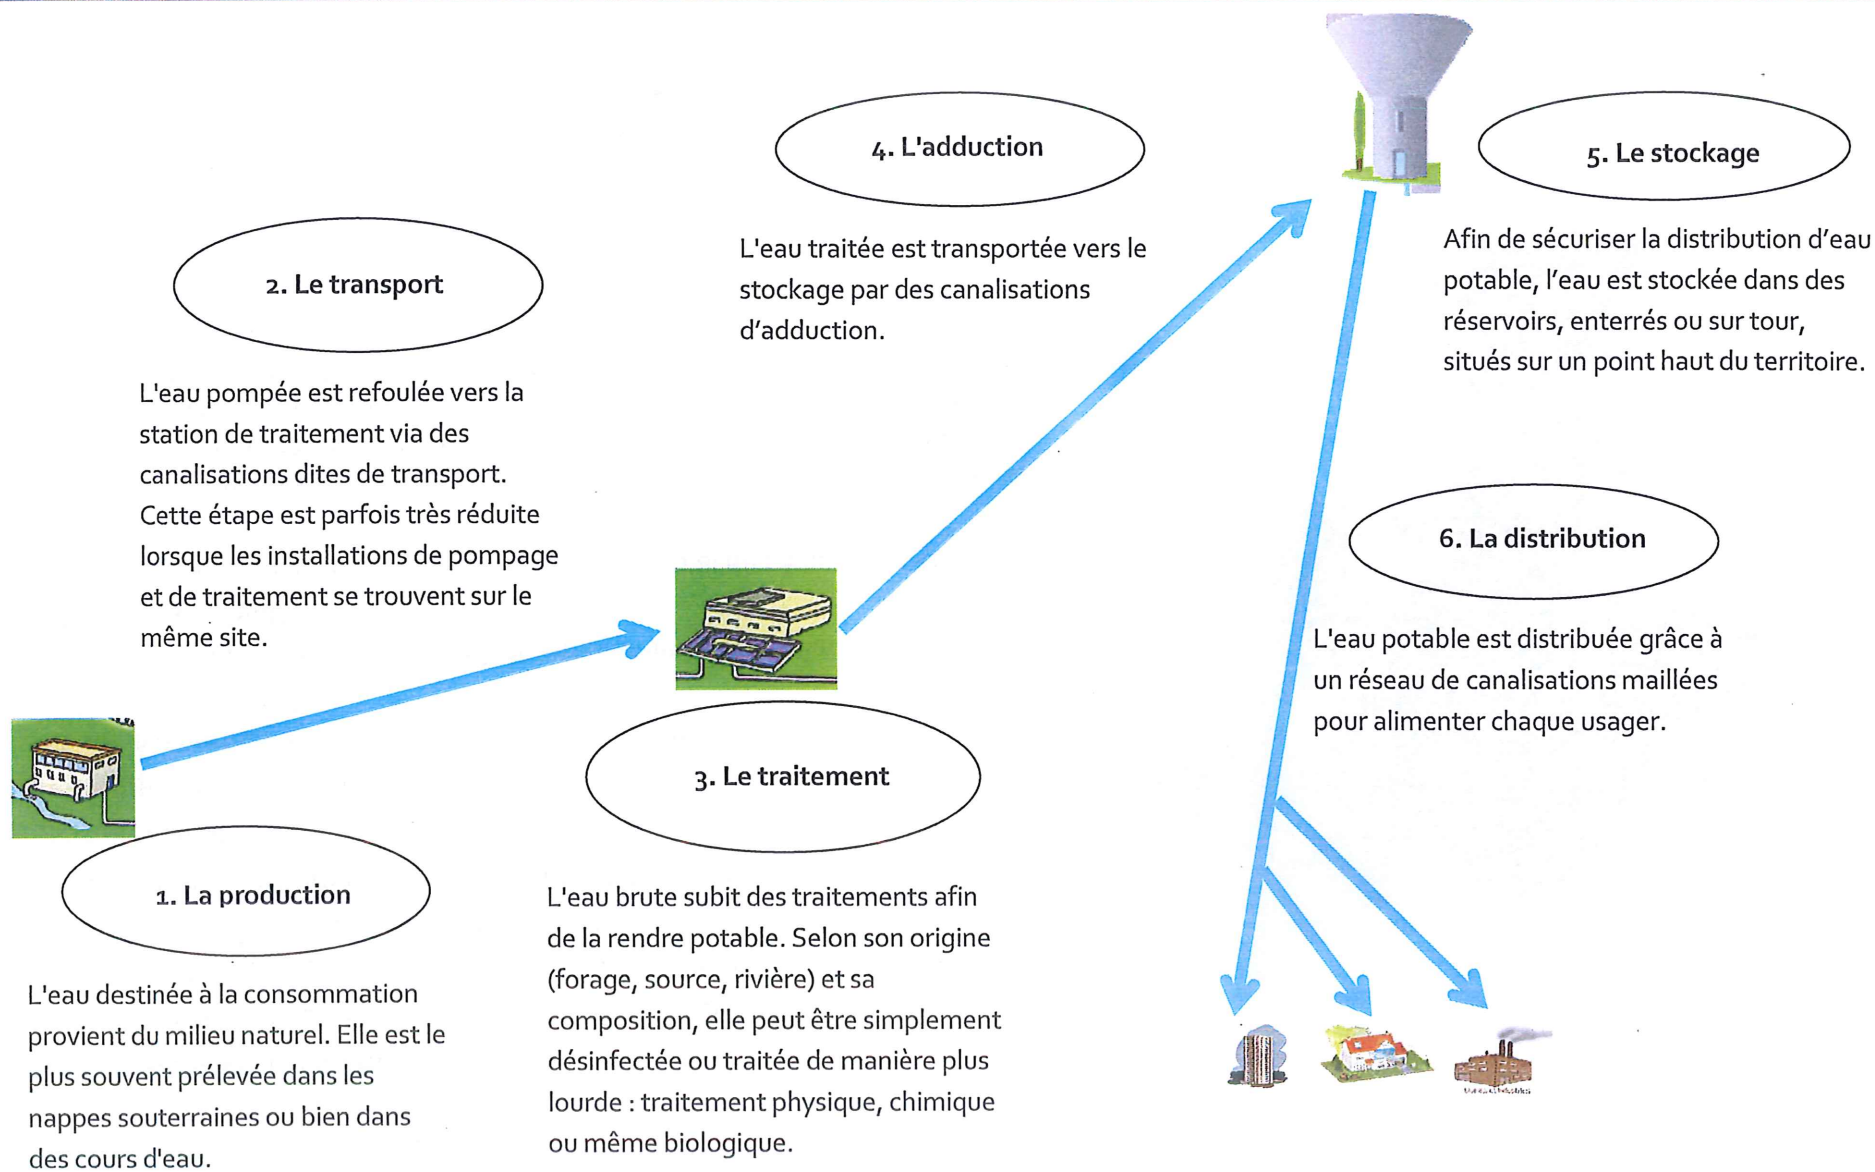 1. La production
L'eau destinée à la consommation
provient du milieu naturel. Elle est le
plus souvent prélevée dans les
nappes souterraines ou bien dans
des cours d'eau.
2. Le transport
L'eau pompée est refoulée vers la
station de traitement via des
canalisations dites de transport.
Cette étape est parfois très réduite
lorsque les installations de pompage
et de traitement se trouvent sur le
même site.
3. Le traitement
L'eau brute subit des traitements afin
de la rendre potable. Selon son origine
(forage, source, rivière) et sa
composition, elle peut être simplement
désinfectée ou traitée de manière plus
lourde : traitement physique, chimique
ou même biologique.
4. L'adduction
L'eau traitée est transportée vers le
stockage par des canalisations
d’adduction.
5. Le stockage
Afin de sécuriser la distribution d’eau
potable, l’eau est stockée dans des
réservoirs, enterrés ou sur tour,
situés sur un point haut du territoire.
6. La distribution
L'eau potable est distribuée grâce à
un réseau de canalisations maillées
pour alimenter chaque usager.